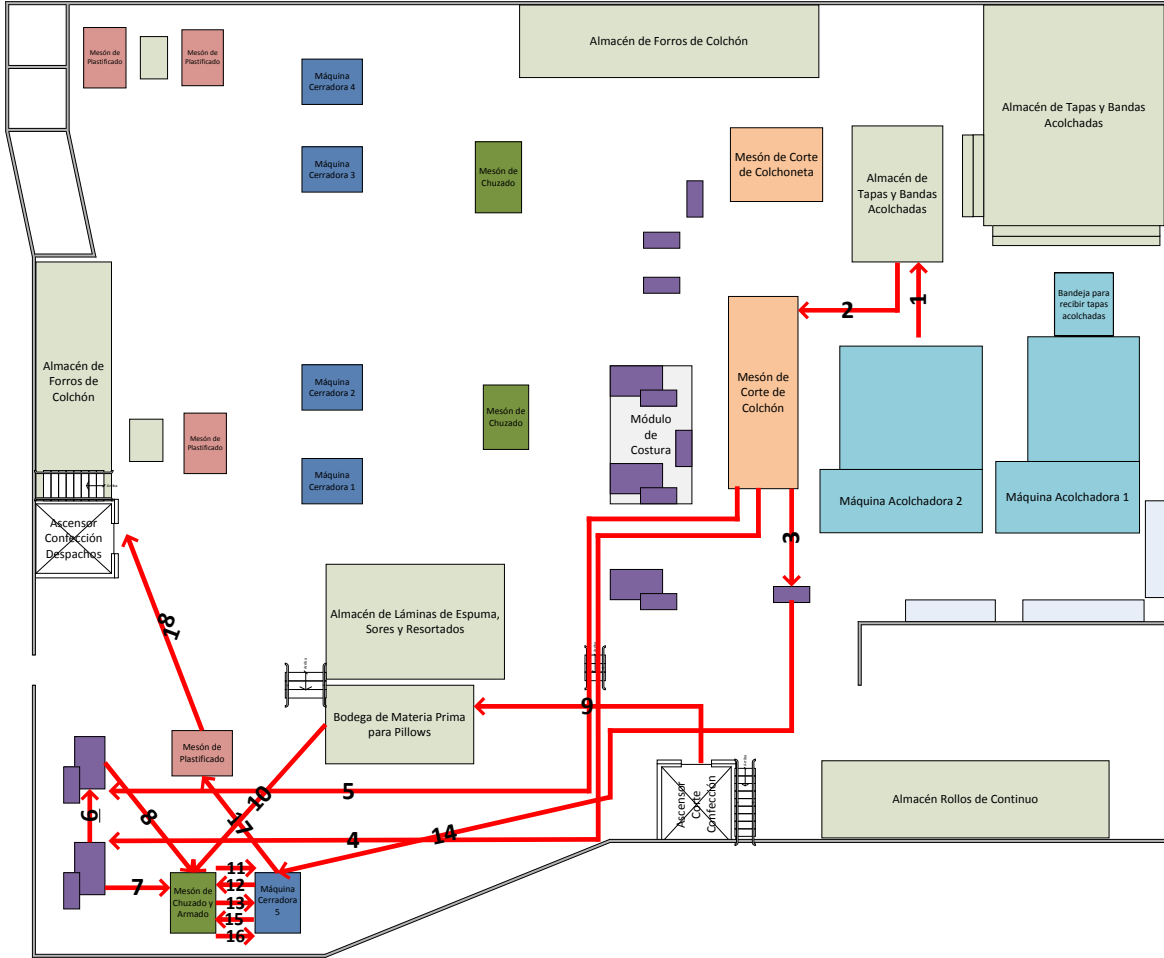 Almacén de Forros de Colchón
Mesón de
Plastificado
Mesón de
Plastificado
Máquina
Cerradora
4
Almacén de Tapas y Bandas
Acolchadas
Máquina
Cerradora
3
Mesón de
Chuzado
Mesón de Corte
de Colchoneta
Almacén de
Tapas y Bandas
Acolchadas
Bandeja para
recibir tapas
acolchadas
1
2
Almacén de
Forros de
Colchón
Máquina
Cerradora
2
Mesón de
Chuzado
Mesón de
Corte de
Colchón
Módulo
de
Costura
Mesón de
Plastificado
Máquina
Cerradora
1
Máquina Acolchadora 2
Máquina Acolchadora 1
Ascensor
Confección
Despachos
3
18
Almacén de Láminas de Espuma,
Sores y Resortados
9
Bodega de Materia Prima
para Pillows
Mesón de
Plastificado
5
10
8
6
17
4
14
Ascensor
Corte
Confección
Almacén Rollos de Continuo
7
11
12
13
15
16
Mesón de
Chuzado y
Armado
Máquina
Cerradora
5